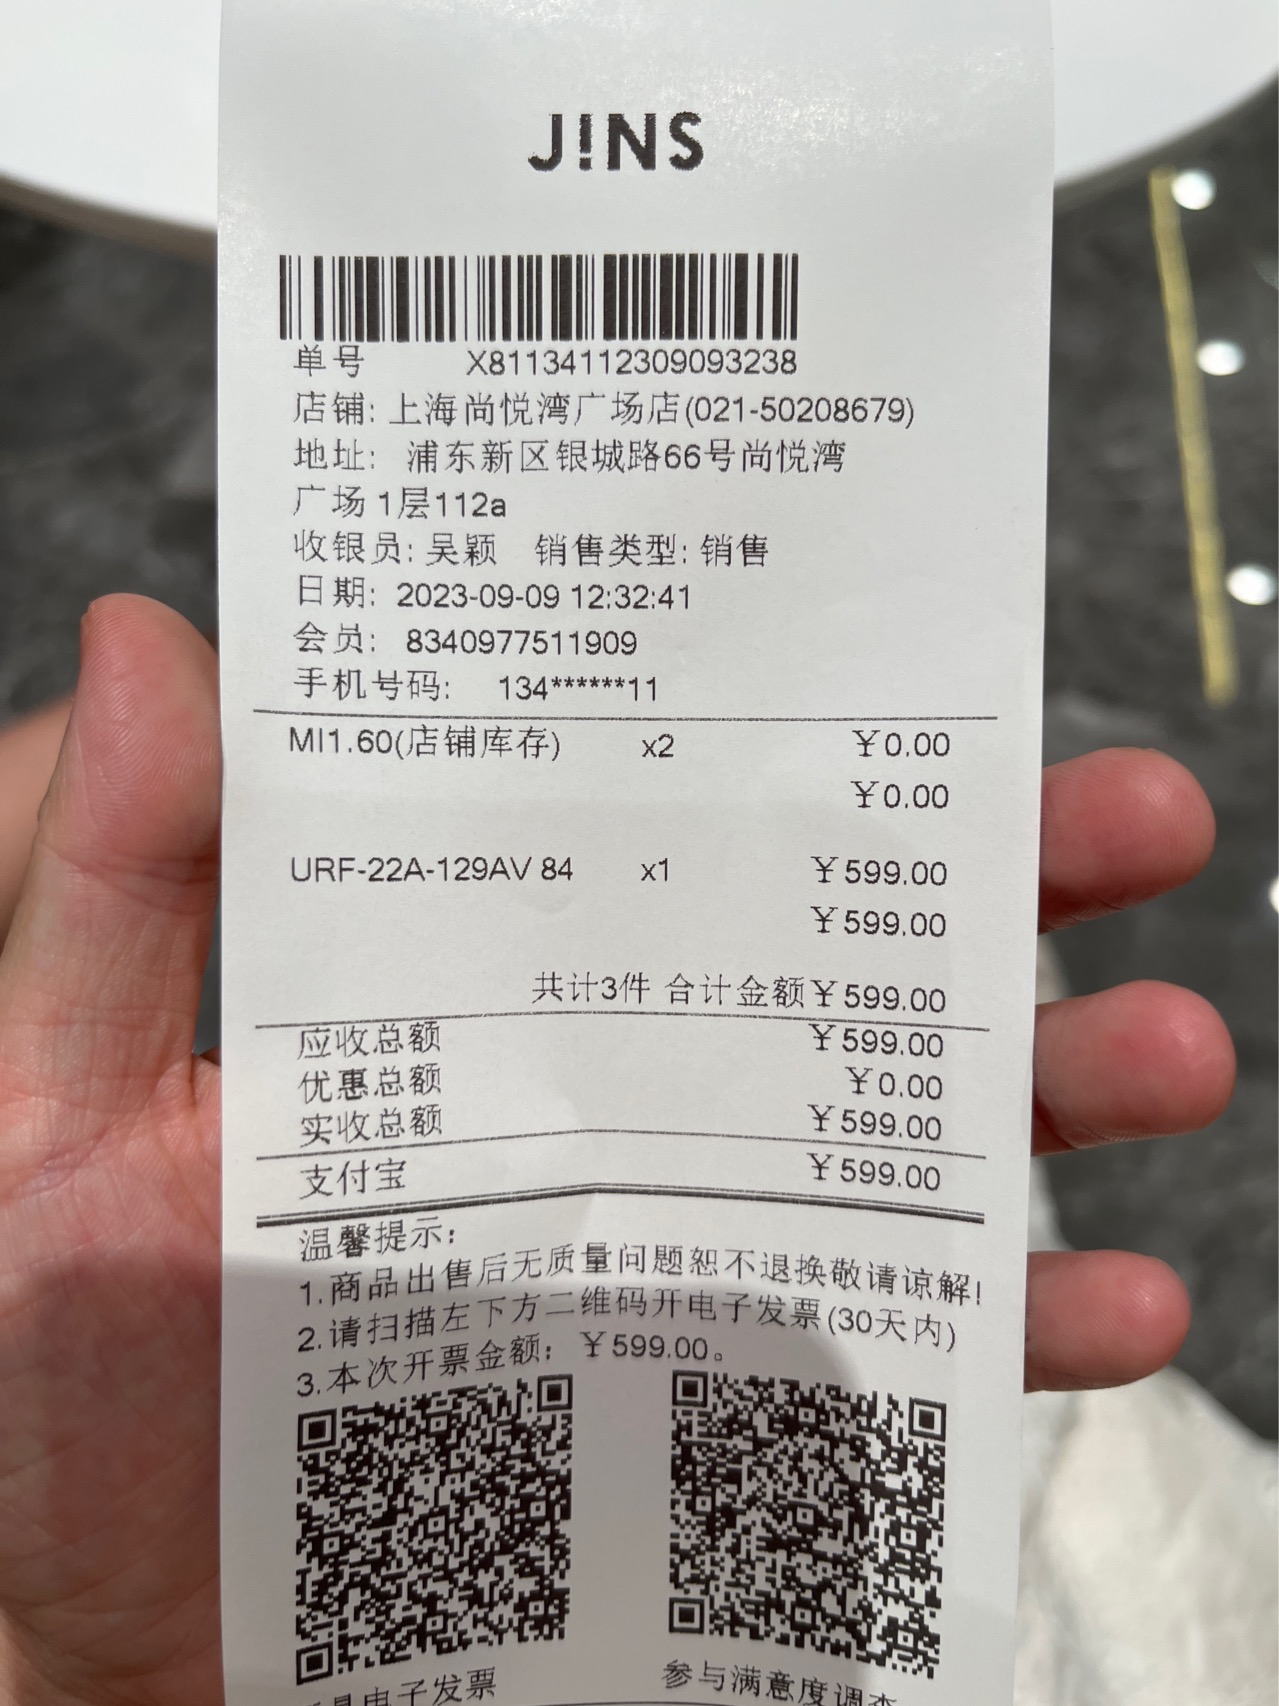 J!NS
单号 X81134112309093238
店铺: 上海尚悦湾广场店(021-50208679)
地址: 浦东新区银城路66号尚悦湾
广场 1层112a
收银员: 吴颖 销售类型: 销售
日期: 2023-09-09 12:32:41
会员: 8340977511909
手机号码: 134******11
MI1.60(店铺库存) x2 ¥0.00
¥0.00
URF-22A-129AV 84 x1 ¥599.00
¥599.00
共计3件 合计金额¥599.00
应收总额 ¥599.00
优惠总额 ¥0.00
实收总额 ¥599.00
支付宝 ¥599.00
温馨提示:
1.商品出售后无质量问题恕不退换敬请谅解!
2.请扫描左下方二维码开电子发票(30天内)
3.本次开票金额: ¥599.00。
电子发票 参与满意度调查